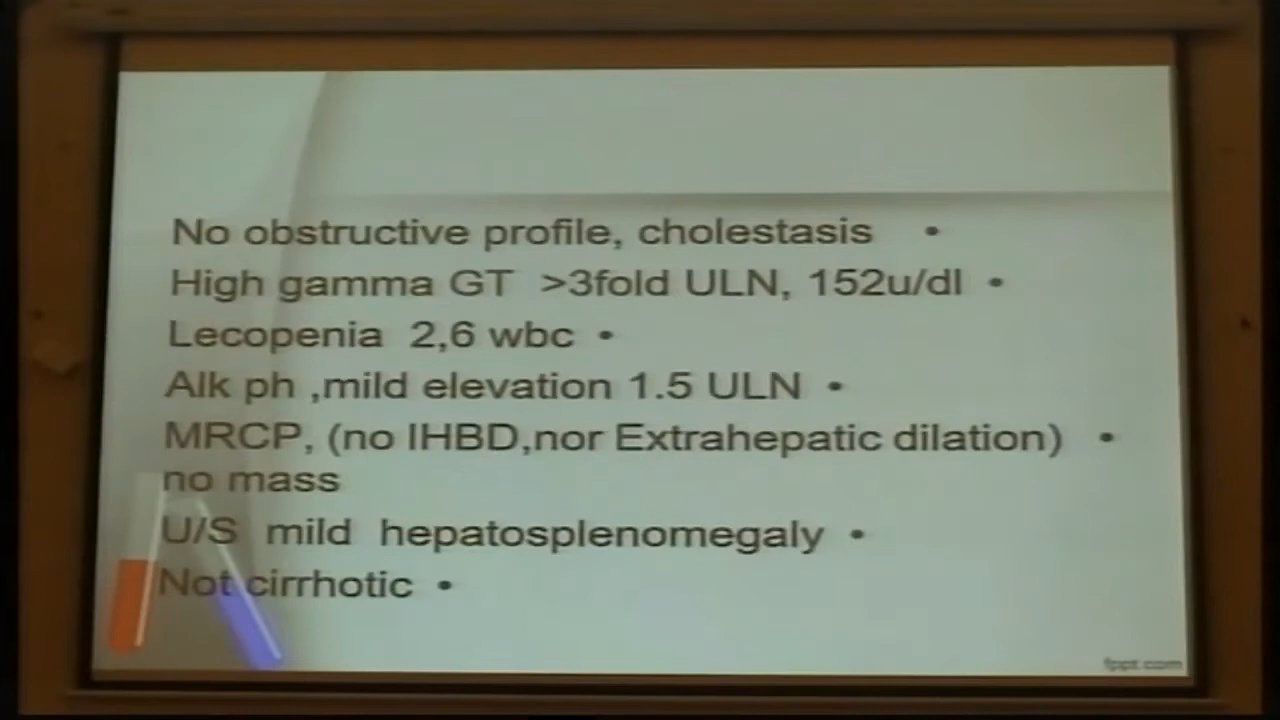 No obstructive profile, cholestasis •
High gamma GT >3fold ULN, 152u/dl •
Lecopenia 2,6 wbc •
Alk ph ,mild elevation 1.5 ULN •
MRCP, (no IHBD,nor Extrahepatic dilation) •
no mass
U/S mild hepatosplenomegaly •
Not cirrhotic •
fppt.com